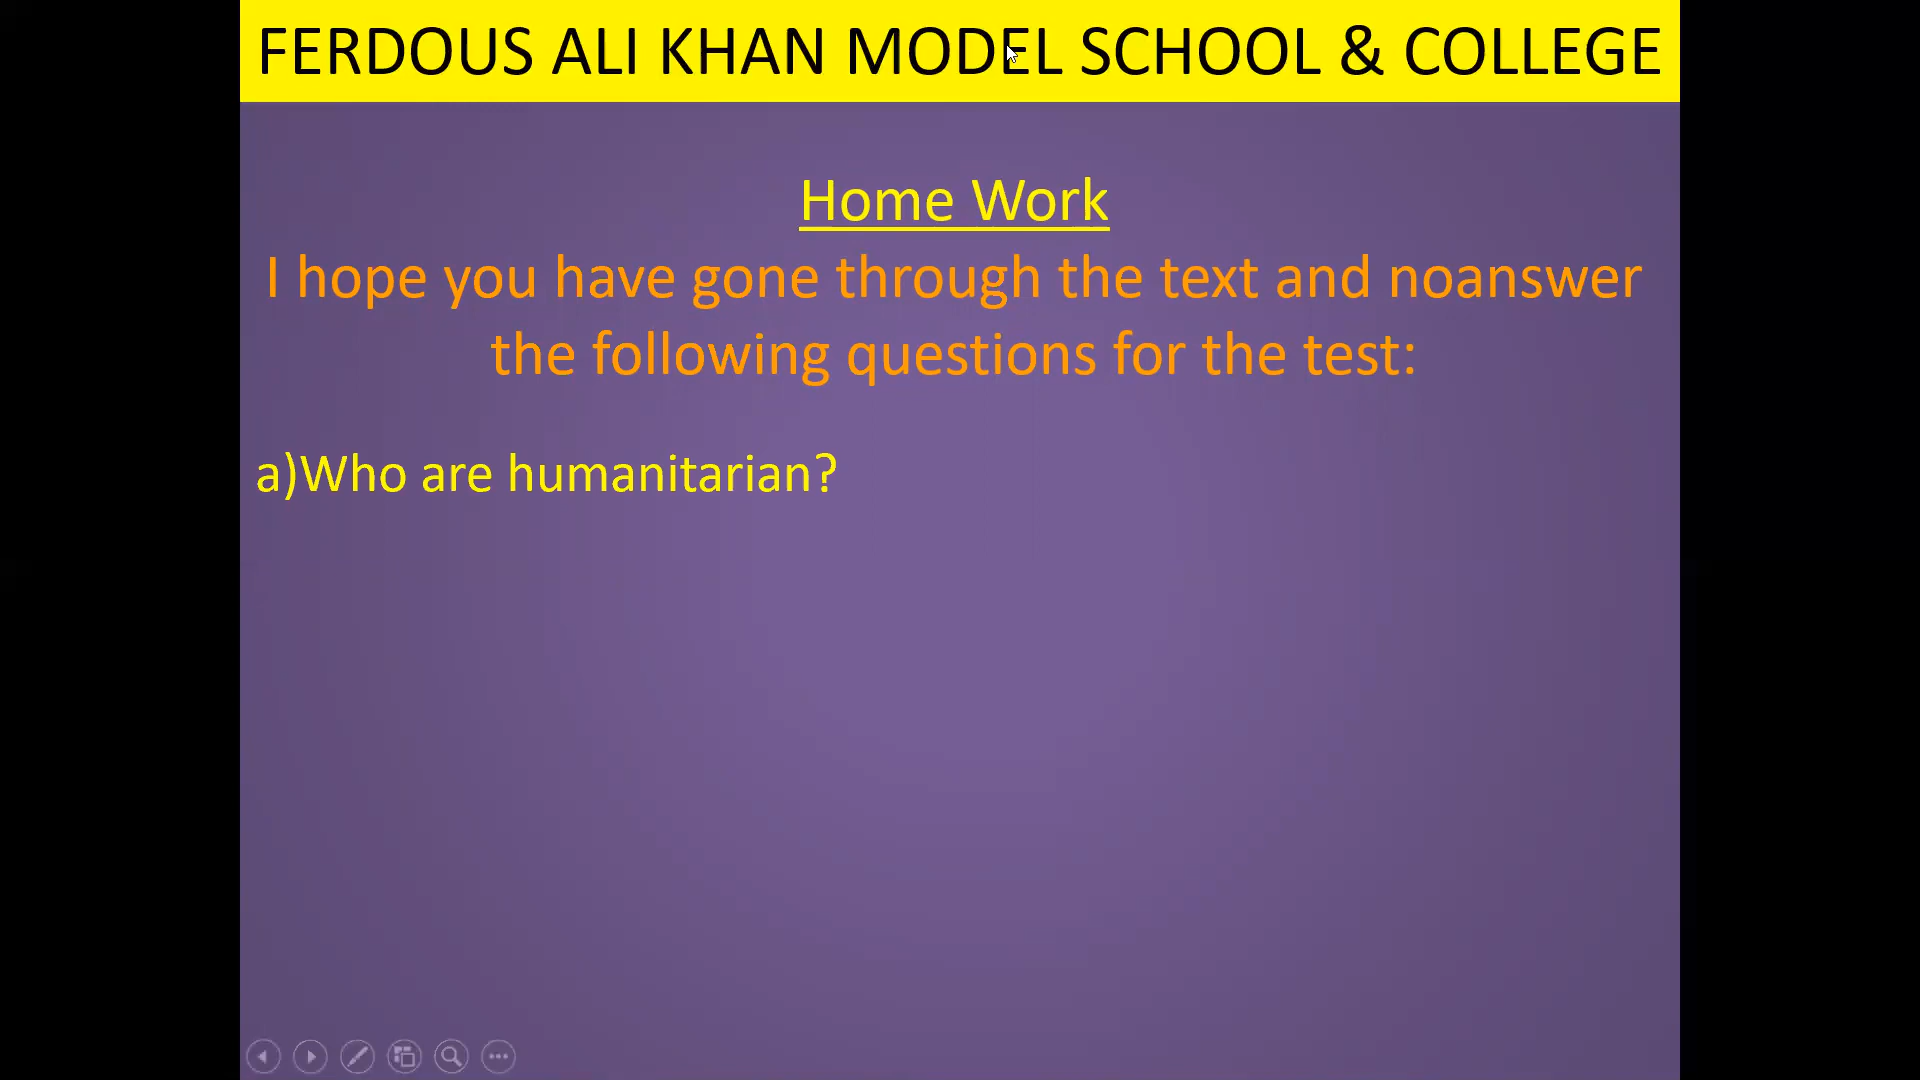 FERDOUS ALI KHAN MODEL SCHOOL & COLLEGE
Home Work
I hope you have gone through the text and noanswer
the following questions for the test:
a)Who are humanitarian?